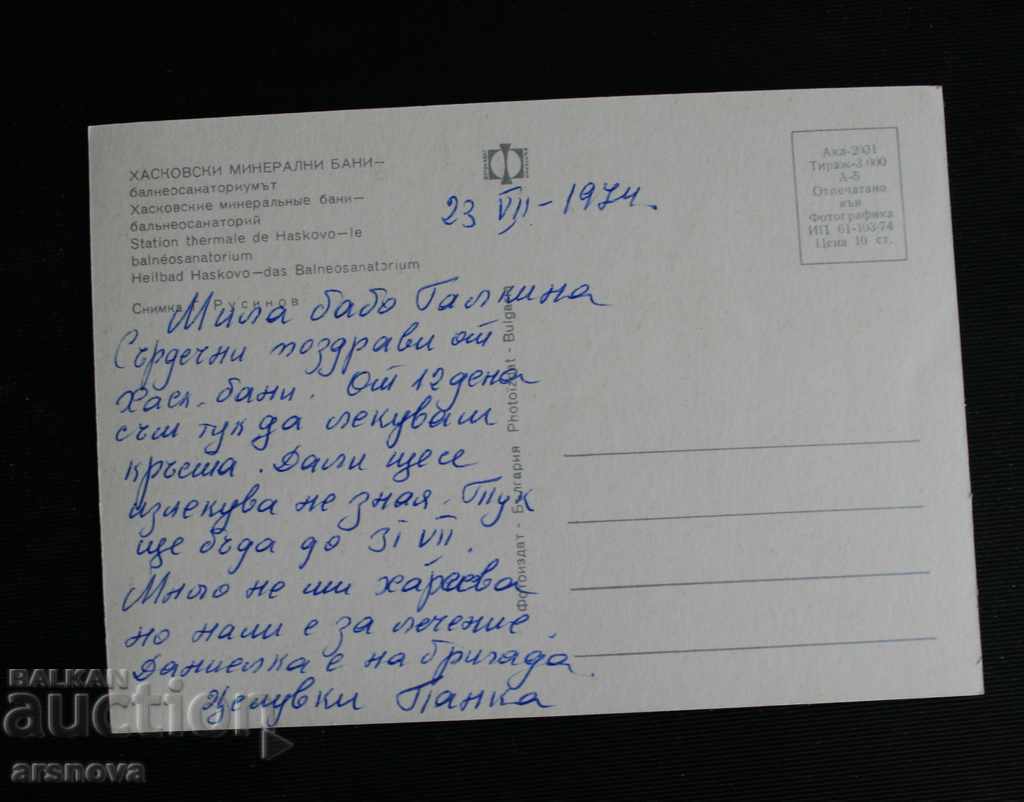 ХАСКОВСКИ МИНЕРАЛНИ БАНИ—
балнеосанаториумът
Хасковские минеральные бани—
бальнеосанаторий
Station thermale de Haskovo—le
balnéosanatorium
Heilbad Haskovo—das Balneosanatorium
Снимка Русинов
23 VII - 1974.
Ака-2031
Тираж-3 000
А-5
Отпечатано
във
Фотографика
ИП 61-103-74
Цена 10 ст.
Мила бабо Галкина
Сърдечни поздрави от
Хаск. бани. От 12 дена
съм тук да лекувам
кръста. Дали ще се
излекува не зная. Тук
ще бъда до 31 VII.
Много не ми харесва
но нали е за лечение.
Даниелка е на бригада.
Целувки Панка
Фотоиздат - България Photoizdat - Bulgaria
BALKAN
auction
arsnova